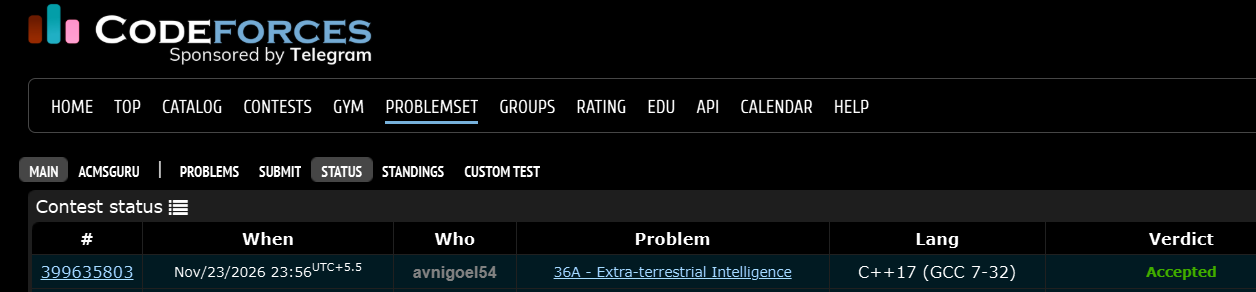 CODEFORCES
Sponsored by Telegram
HOME TOP CATALOG CONTESTS GYM PROBLEMSET GROUPS RATING EDU API CALENDAR HELP
MAIN ACMSGURU | PROBLEMS SUBMIT STATUS STANDINGS CUSTOM TEST
Contest status
# When Who Problem Lang Verdict
399635803 Nov/23/2026 23:56UTC+5.5 avnigoel54 36A - Extra-terrestrial Intelligence C++17 (GCC 7-32) Accepted